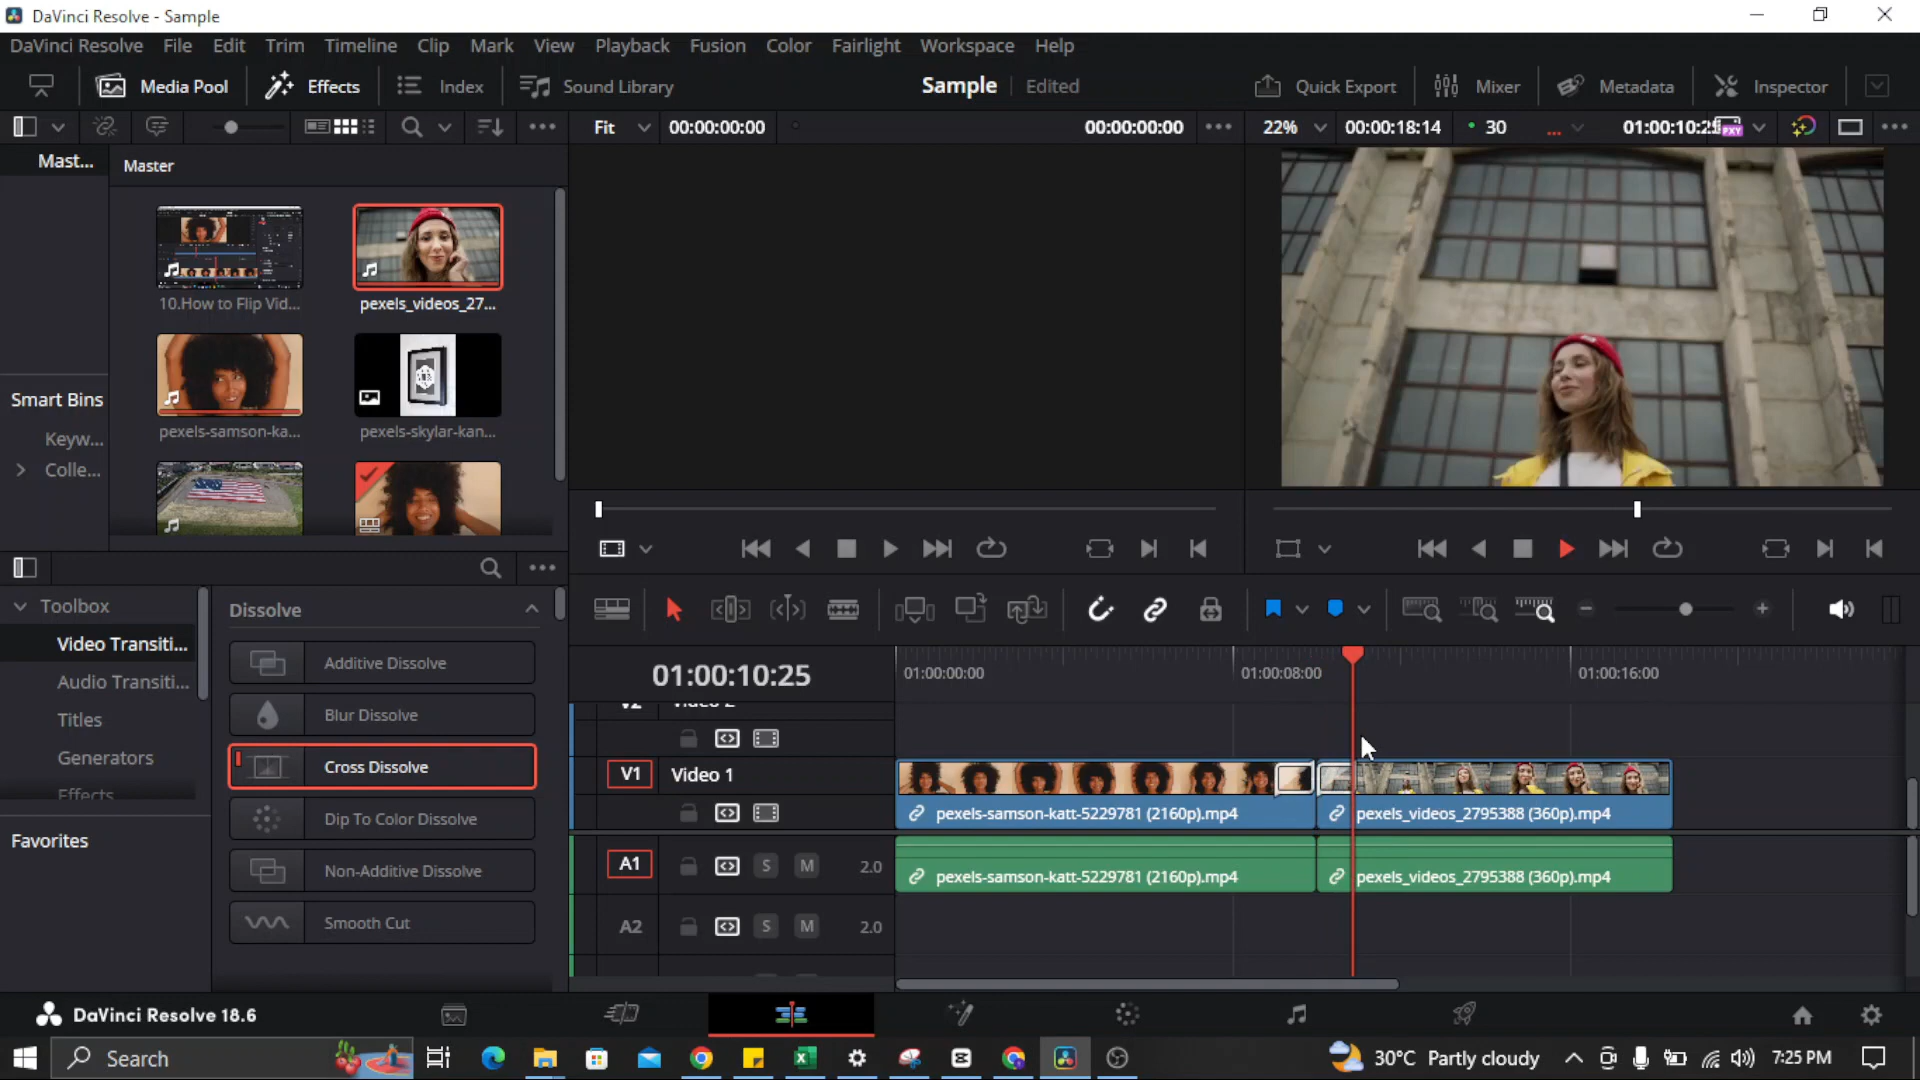 DaVinci Resolve - Sample
DaVinci Resolve File Edit Trim Timeline Clip Mark View Playback Fusion Color Fairlight Workspace Help
Media Pool Effects Index Sound Library Sample Edited Quick Export Mixer Metadata Inspector
Fit 00:00:00:00 00:00:00:00 22% 00:00:18:14 30 ... PXY
Mast... Master
10.How to Flip Vid... pexels_videos_27...
pexels-samson-ka... pexels-skylar-kan...
Smart Bins
Keyw...
Colle...
Toolbox
Video Transiti...
Audio Transiti...
Titles
Generators
Effects
Favorites
Dissolve
Additive Dissolve
Blur Dissolve
Cross Dissolve
Dip To Color Dissolve
Non-Additive Dissolve
Smooth Cut
01:00:10:25 01:00:00:00 01:00:08:00 01:00:16:00
V1 Video 1
pexels-samson-katt-5229781 (2160p).mp4 pexels_videos_2795388 (360p).mp4
A1 S M 2.0 pexels-samson-katt-5229781 (2160p).mp4 pexels_videos_2795388 (360p).mp4
A2 S M 2.0
DaVinci Resolve 18.6
Search 30°C Partly cloudy 7:25 PM